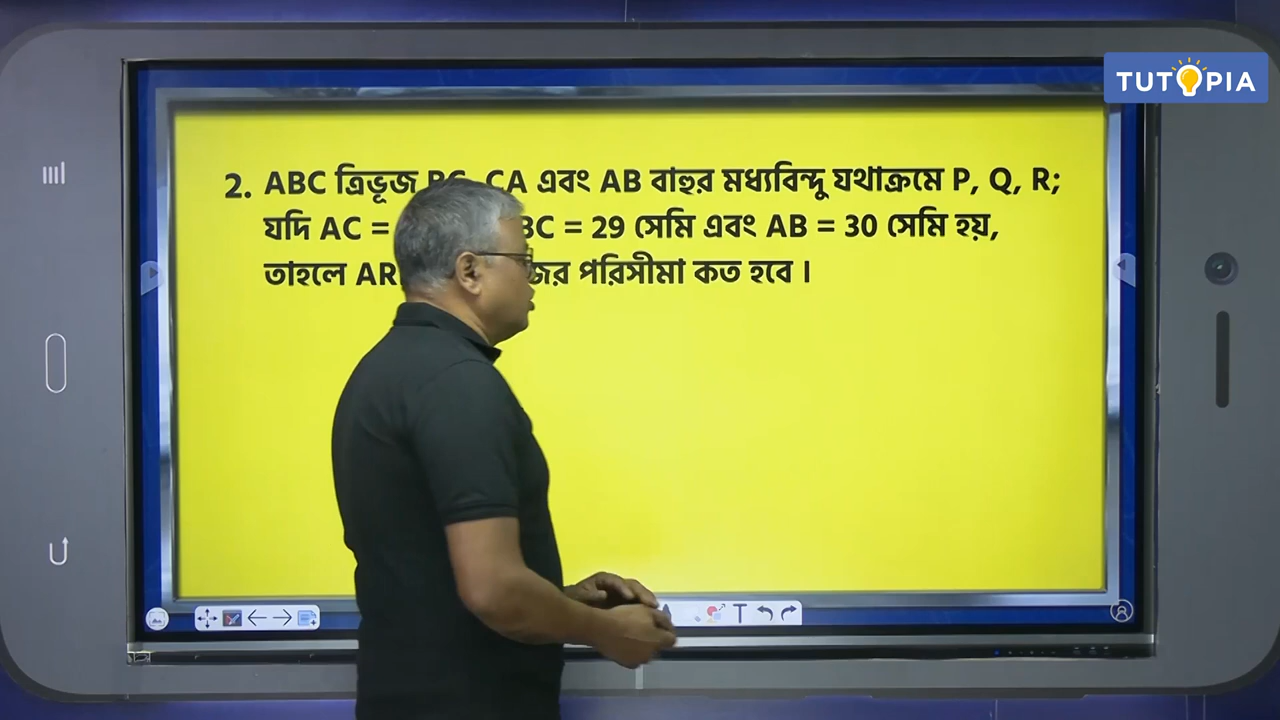 TUTOPIA
2. ABC ত্রিভূজ CA এবং AB বাহুর মধ্যবিন্দু যথাক্রমে P, Q, R;
যদি AC = BC = 29 সেমি এবং AB = 30 সেমি হয়,
তাহলে AR পরিসীমা কত হবে ।
T